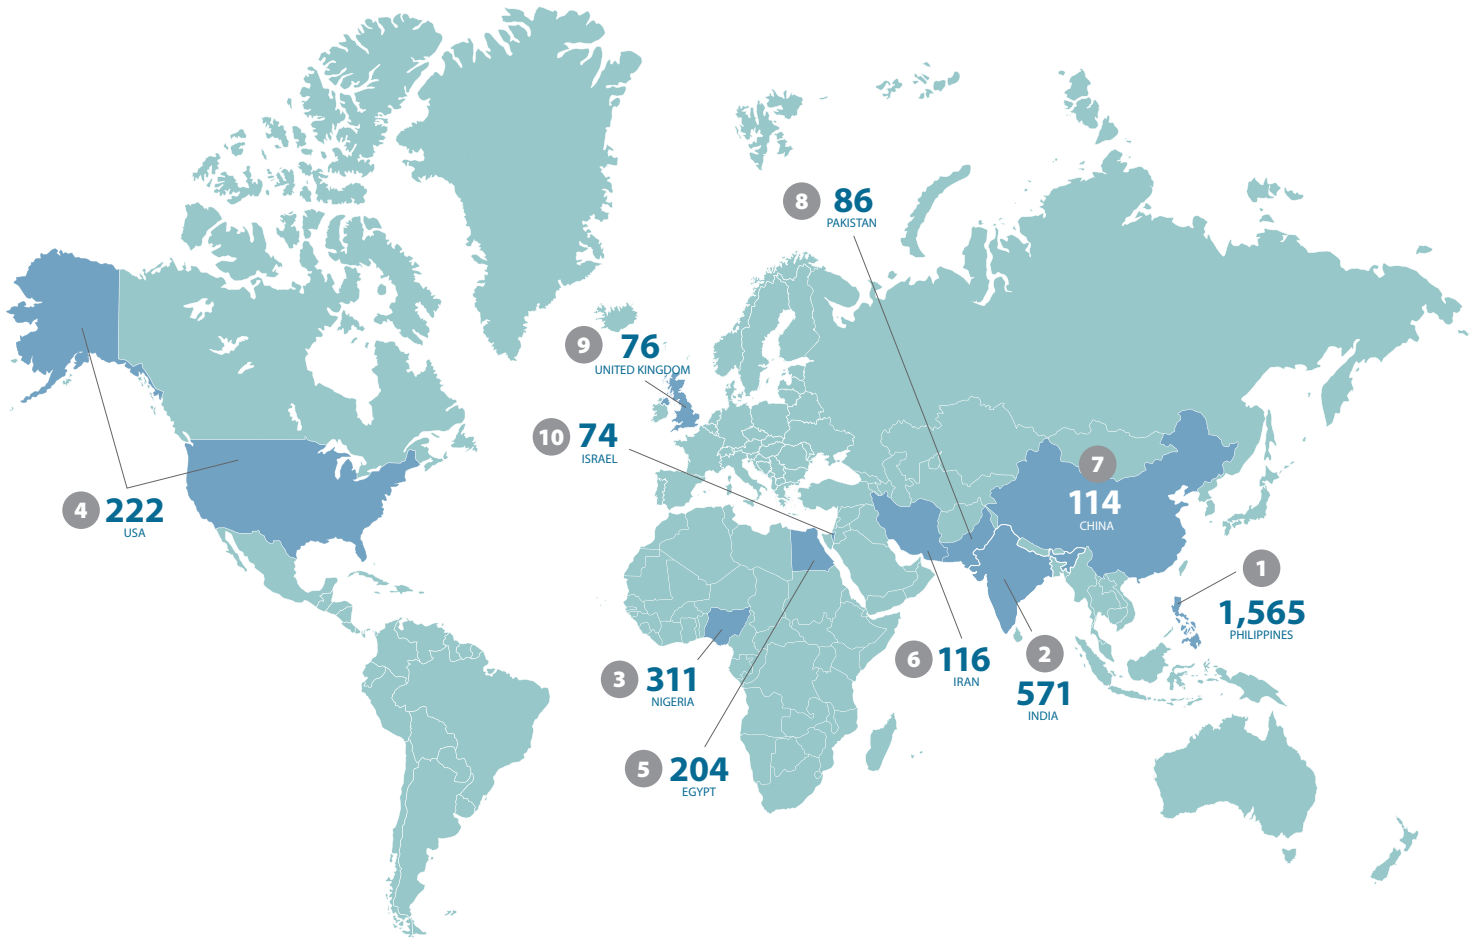 8 86
PAKISTAN
9 76
UNITED KINGDOM
10 74
ISRAEL
7
114
CHINA
4 222
USA
1
1,565
PHILIPPINES
6 116
IRAN
2
571
INDIA
3 311
NIGERIA
5 204
EGYPT